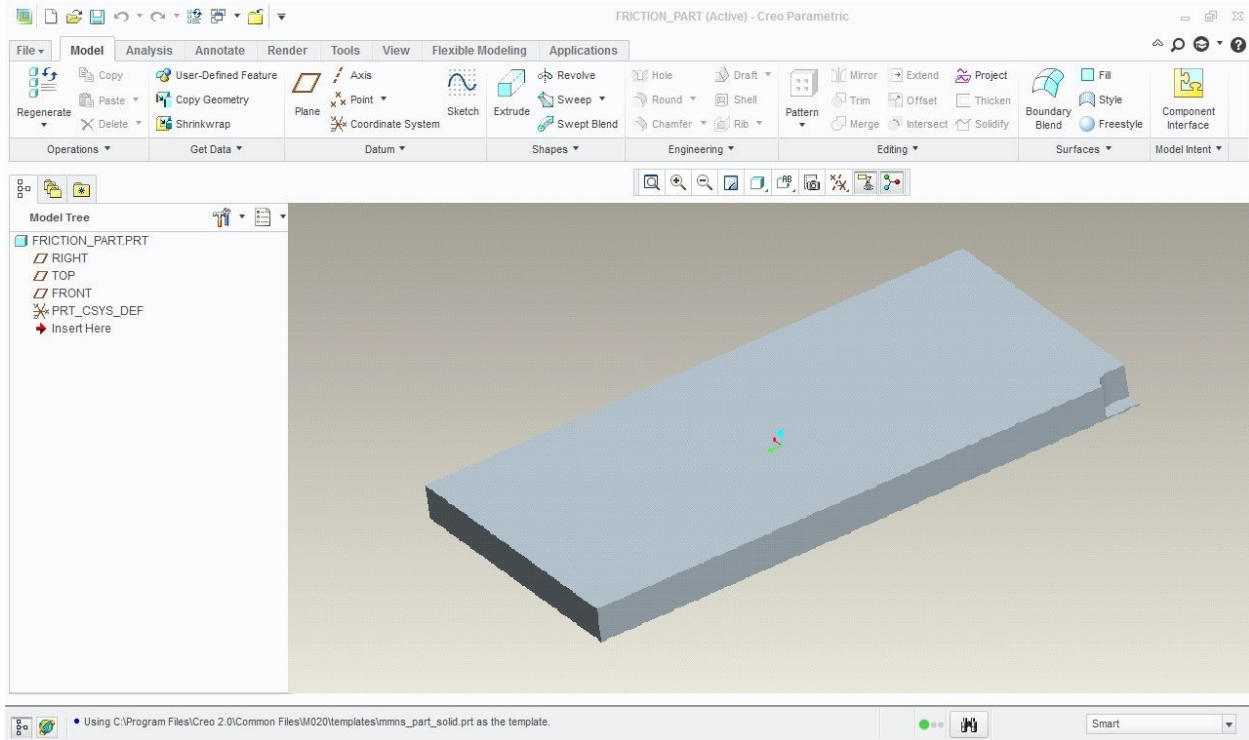 FRICTION_PART (Active) - Creo Parametric
File Model Analysis Annotate Render Tools View Flexible Modeling Applications
Regenerate
Copy
Paste
Delete
User-Defined Feature
Copy Geometry
Shrinkwrap
Plane
Axis
Point
Coordinate System
Sketch
Extrude
Revolve
Sweep
Swept Blend
Hole
Round
Chamfer
Draft
Shell
Rib
Pattern
Mirror
Trim
Merge
Extend
Offset
Intersect
Project
Thicken
Solidify
Boundary
Blend
Fill
Style
Freestyle
Component
Interface
Operations Get Data Datum Shapes Engineering Editing Surfaces Model Intent
Model Tree
FRICTION_PART.PRT
RIGHT
TOP
FRONT
PRT_CSYS_DEF
Insert Here
Using C:\Program Files\Creo 2.0\Common Files\M020\templates\mmns_part_solid.prt as the template.
Smart